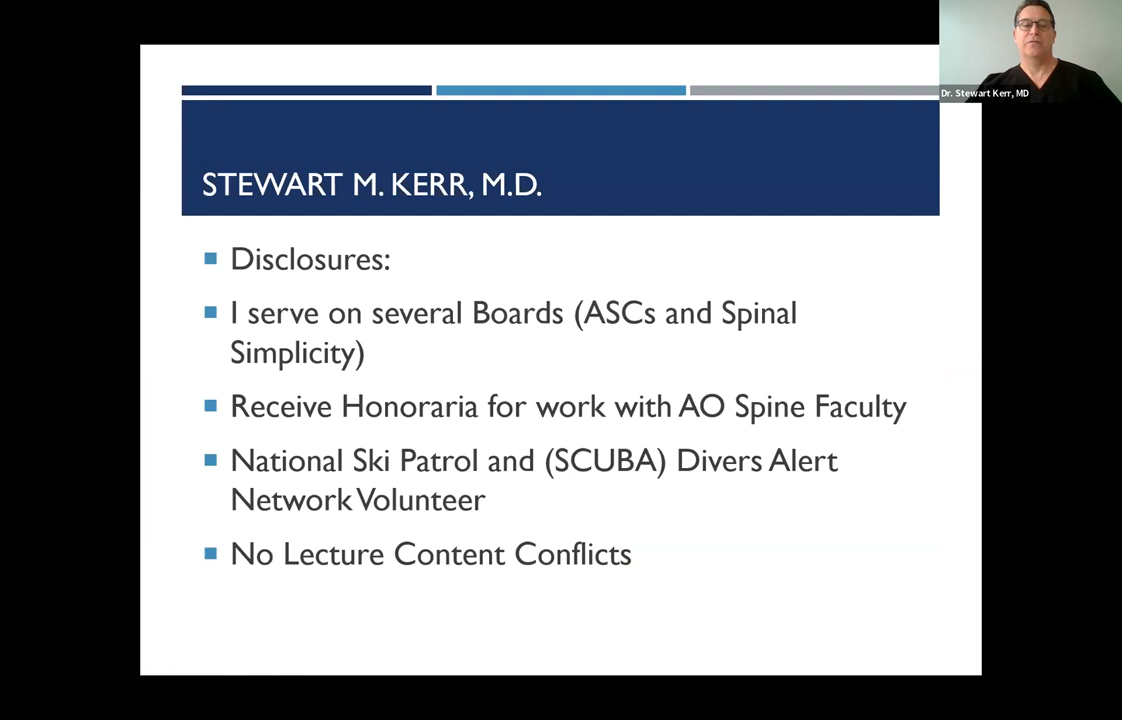 Dr. Stewart Kerr, MD
STEWART M. KERR, M.D.
Disclosures:
I serve on several Boards (ASCs and Spinal
Simplicity)
Receive Honoraria for work with AO Spine Faculty
National Ski Patrol and (SCUBA) Divers Alert
Network Volunteer
No Lecture Content Conflicts